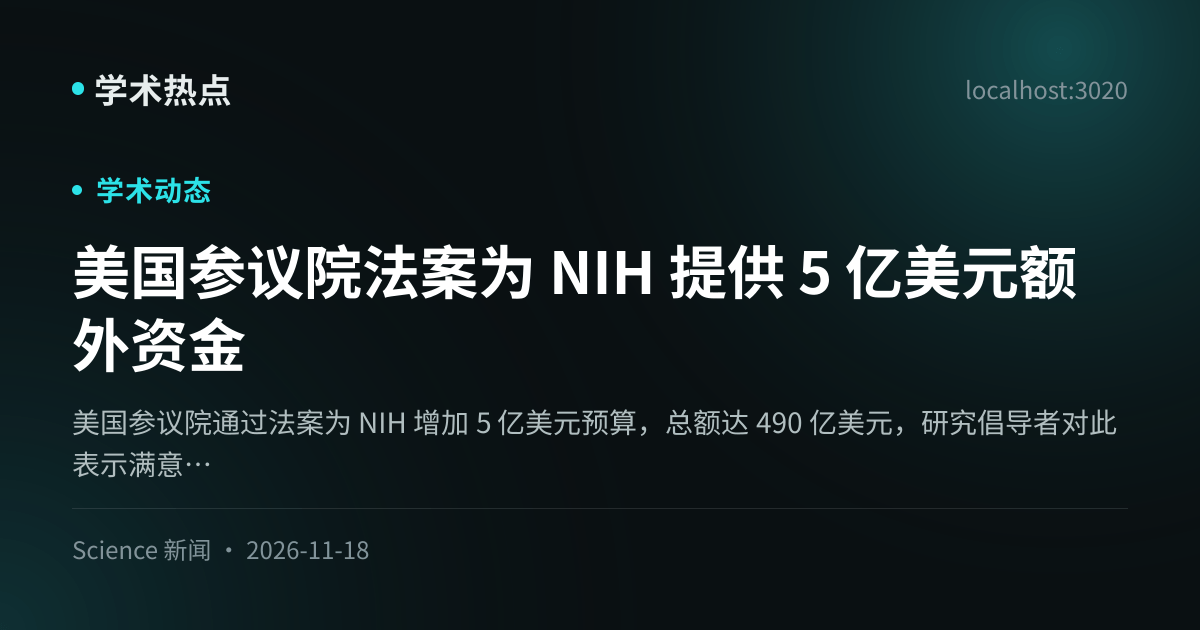 学术热点
localhost:3020
学术动态
美国参议院法案为 NIH 提供 5 亿美元额
外资金
美国参议院通过法案为 NIH 增加 5 亿美元预算，总额达 490 亿美元，研究倡导者对此
表示满意…
Science 新闻 • 2026-11-18